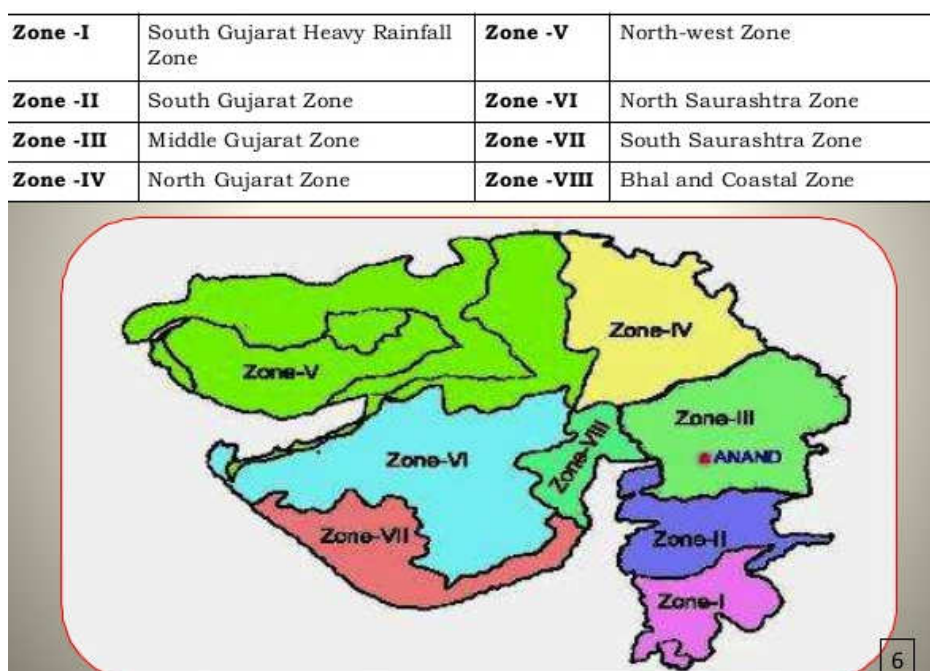 Zone -I South Gujarat Heavy Rainfall Zone Zone -V North-west Zone
Zone -II South Gujarat Zone Zone -VI North Saurashtra Zone
Zone -III Middle Gujarat Zone Zone -VII South Saurashtra Zone
Zone -IV North Gujarat Zone Zone -VIII Bhal and Coastal Zone
Zone-IV
Zone-V
Zone-III
Zone-VIII
Zone-VI
ANAND
Zone-VII
Zone-II
Zone-I
6